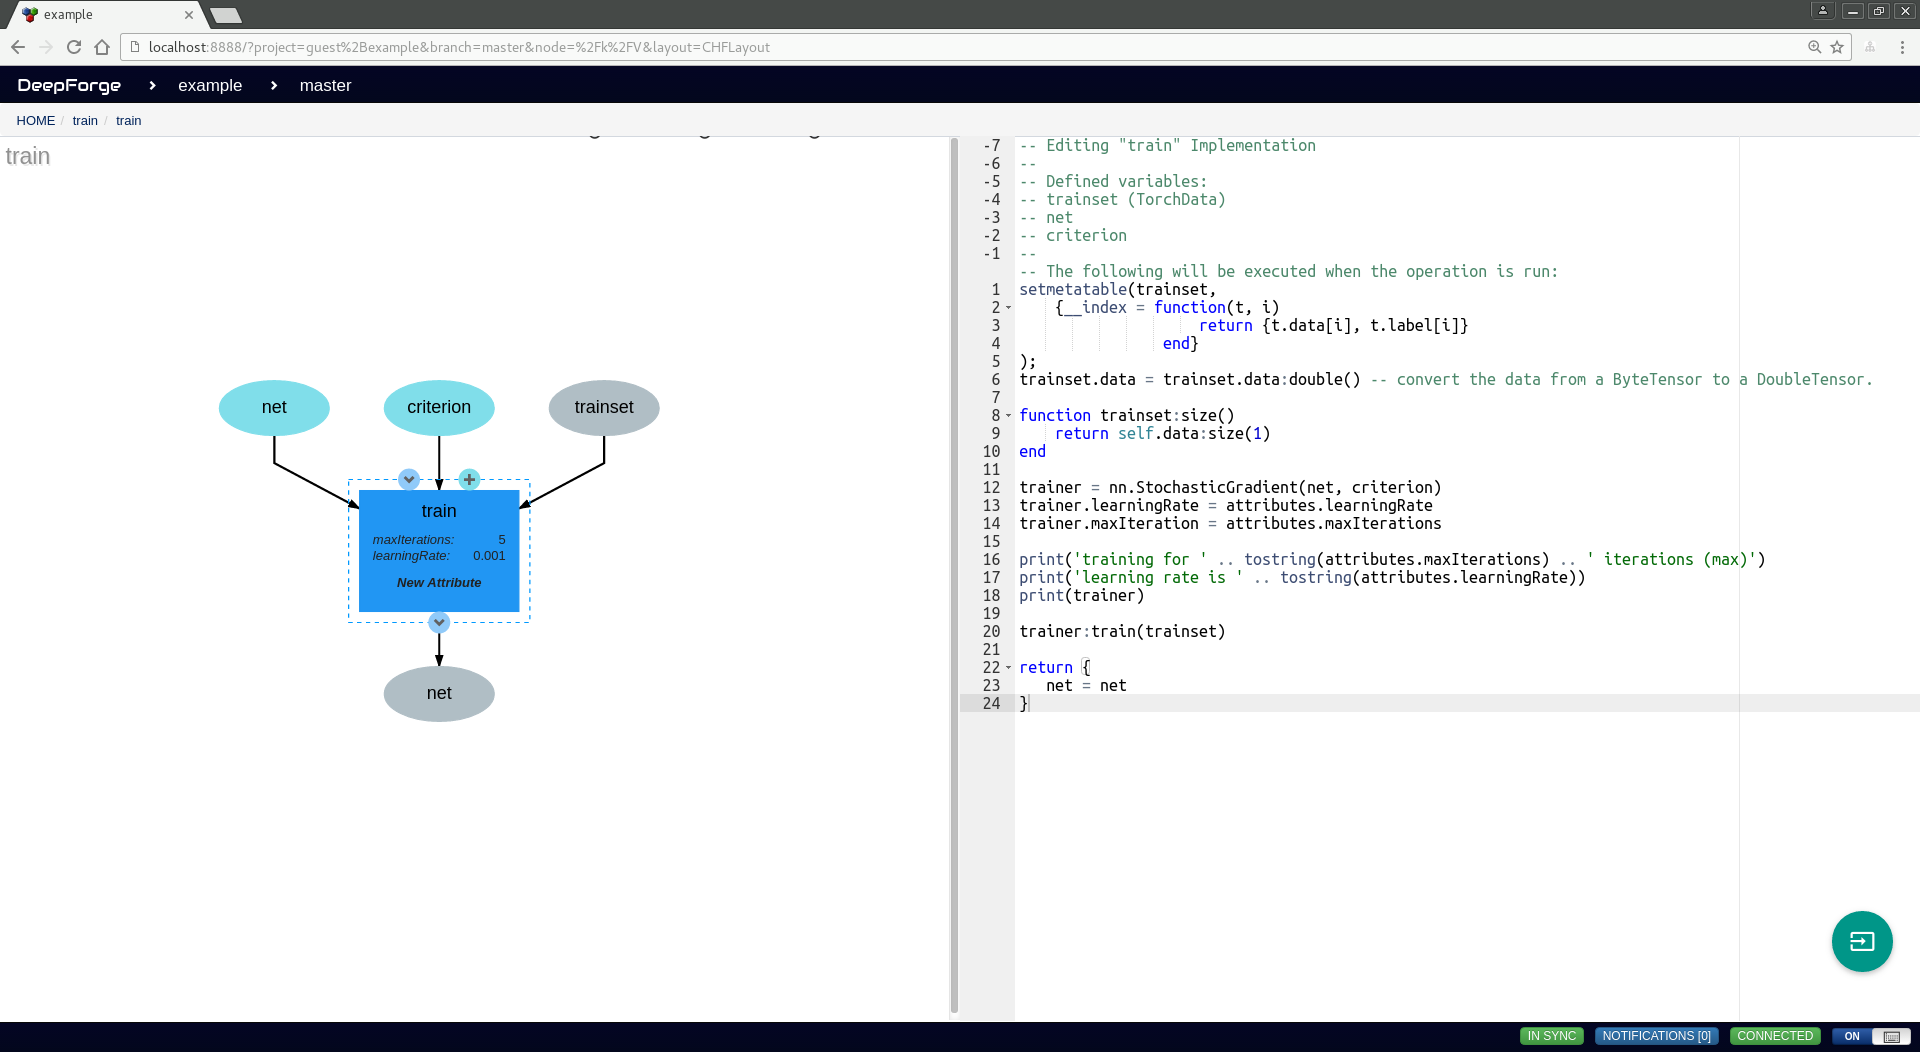 example
localhost:8888/?project=guest%2Bexample&branch=master&node=%2Fk%2FV&layout=CHFLayout
DeepForge example master
HOME / train / train
train
net
criterion
trainset
train
maxIterations: 5
learningRate: 0.001
New Attribute
net
-7 -- Editing "train" Implementation
-6 --
-5 -- Defined variables:
-4 -- trainset (TorchData)
-3 -- net
-2 -- criterion
-1 --
-- The following will be executed when the operation is run:
1 setmetatable(trainset,
2 {__index = function(t, i)
3 return {t.data[i], t.label[i]}
4 end}
5 );
6 trainset.data = trainset.data:double() -- convert the data from a ByteTensor to a DoubleTensor.
7
8 function trainset:size()
9 return self.data:size(1)
10 end
11
12 trainer = nn.StochasticGradient(net, criterion)
13 trainer.learningRate = attributes.learningRate
14 trainer.maxIteration = attributes.maxIterations
15
16 print('training for ' .. tostring(attributes.maxIterations) .. ' iterations (max)')
17 print('learning rate is ' .. tostring(attributes.learningRate))
18 print(trainer)
19
20 trainer:train(trainset)
21
22 return {
23 net = net
24 }
IN SYNC NOTIFICATIONS [0] CONNECTED ON